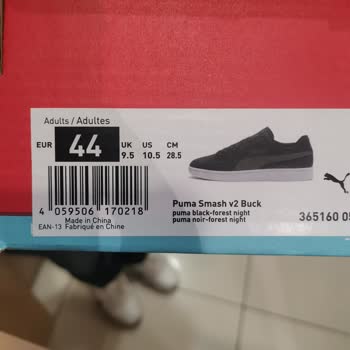 Adults / Adultes
EUR 44 UK 9.5 US 10.5 CM 28.5
4 059506 170218
Made in China
EAN-13 Fabriqué en Chine
Puma Smash v2 Buck
puma black-forest night
puma noir-forest night
365160